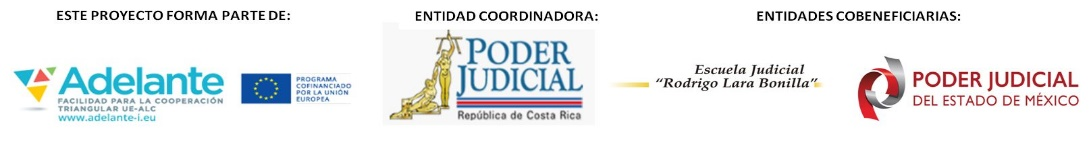 ESTE PROYECTO FORMA PARTE DE:
Adelante
FACILIDAD PARA LA COOPERACIÓN
TRIANGULAR UE-ALC
www.adelante-i.eu
PROGRAMA
COFINANCIADO
POR LA UNIÓN
EUROPEA
ENTIDAD COORDINADORA:
PODER
JUDICIAL
República de Costa Rica
ENTIDADES COBENEFICIARIAS:
Escuela Judicial
“Rodrigo Lara Bonilla”
PODER JUDICIAL
DEL ESTADO DE MÉXICO